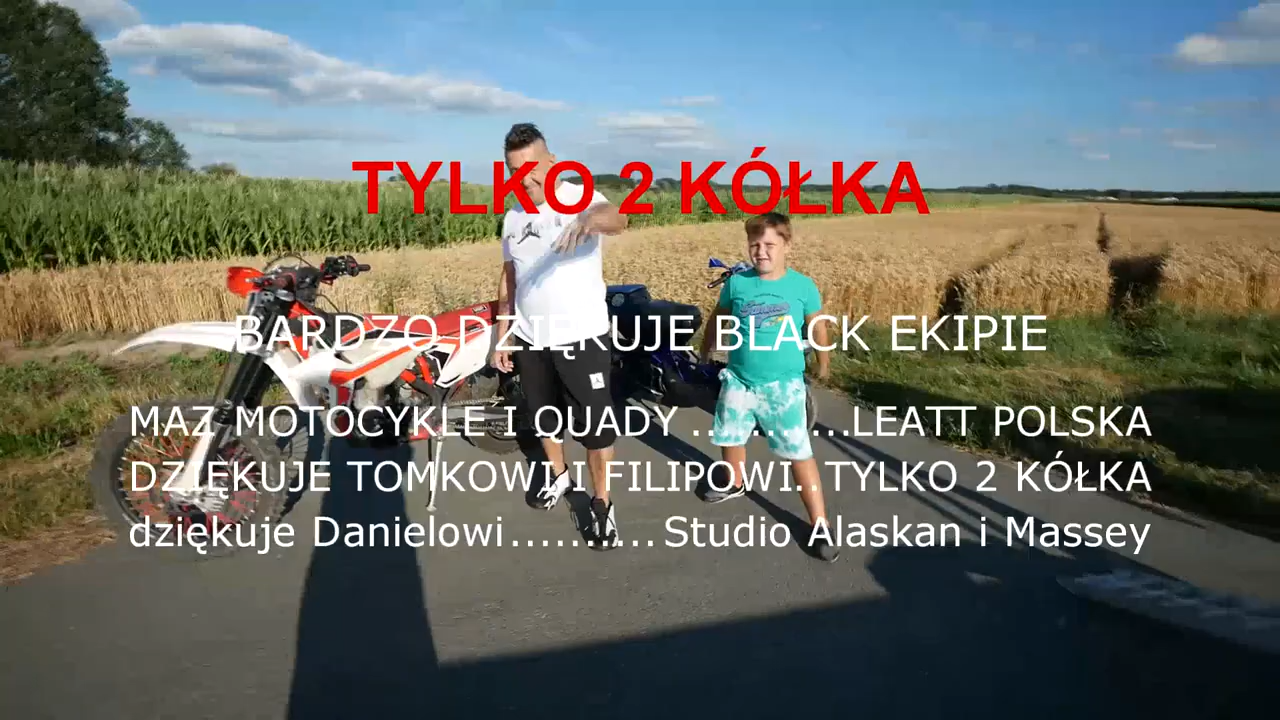 TYLKO 2 KÓŁKA
BARDZO DZIĘKUJE BLACK EKIPIE
MAZ MOTOCYKLE I QUADY ..........LEATT POLSKA
DZIĘKUJE TOMKOWI I FILIPOWI..TYLKO 2 KÓŁKA
dziękuje Danielowi..........Studio Alaskan i Massey